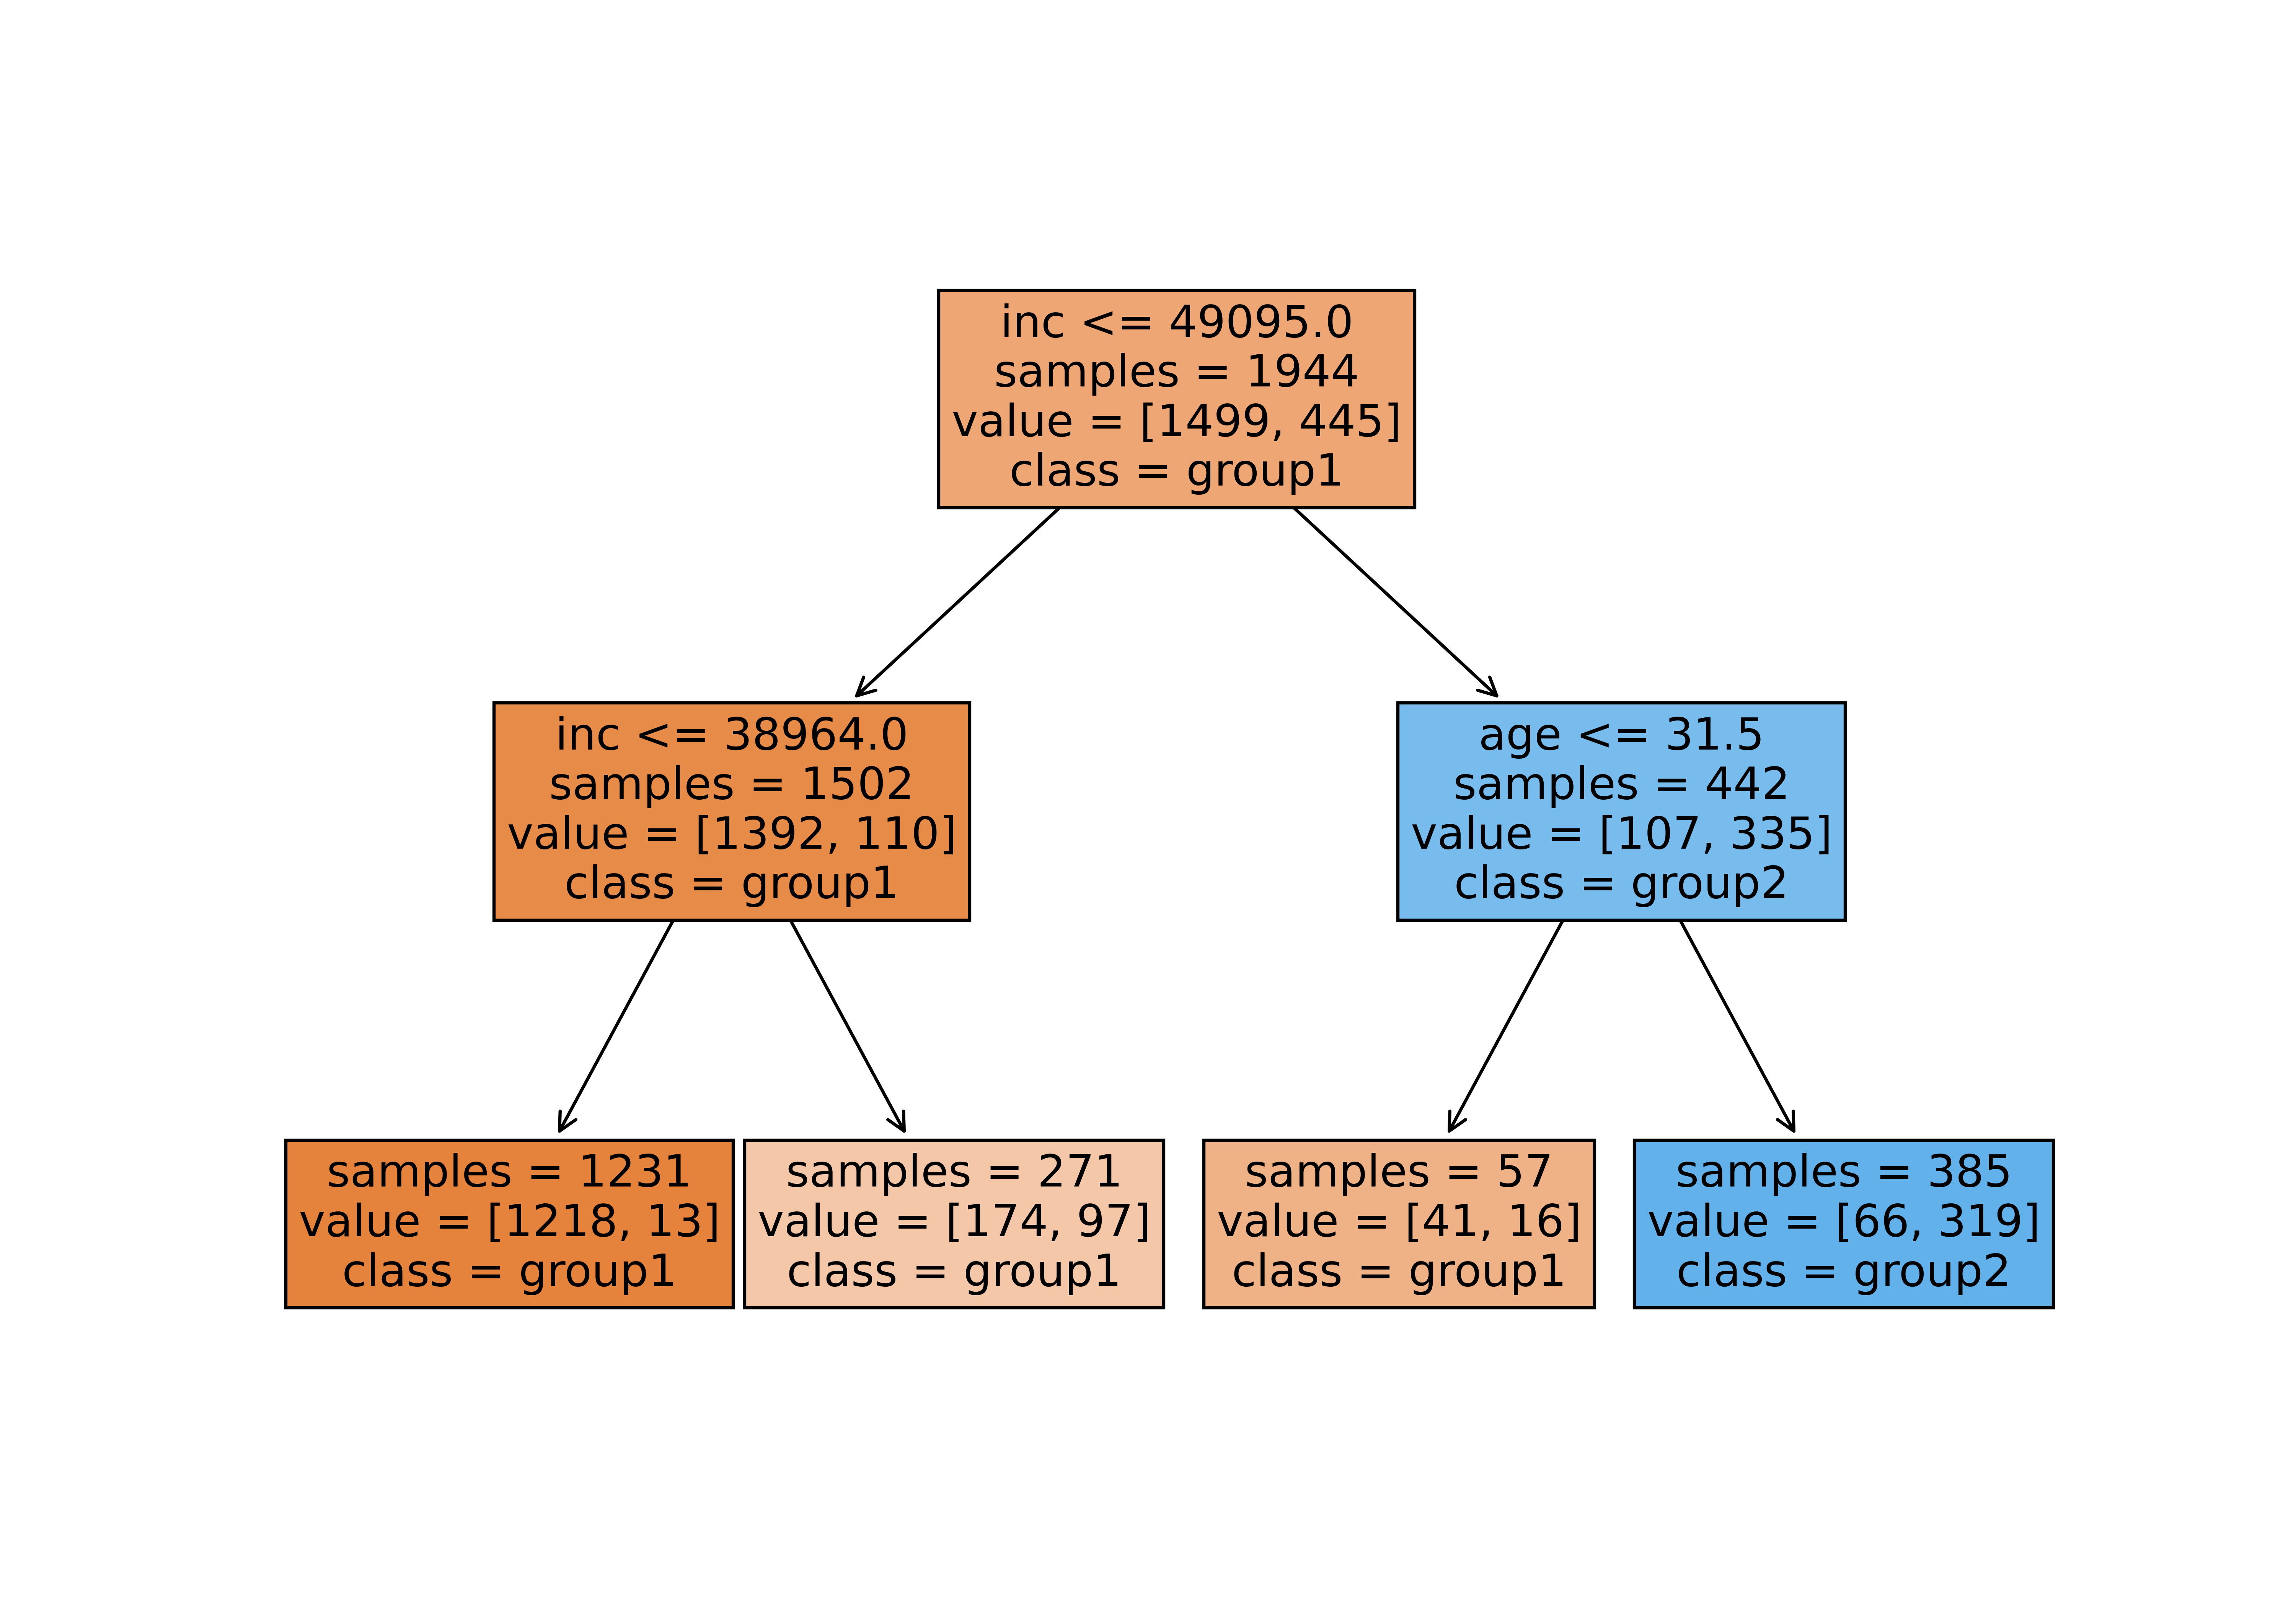 inc <= 49095.0
samples = 1944
value = [1499, 445]
class = group1
inc <= 38964.0
samples = 1502
value = [1392, 110]
class = group1
age <= 31.5
samples = 442
value = [107, 335]
class = group2
samples = 1231
value = [1218, 13]
class = group1
samples = 271
value = [174, 97]
class = group1
samples = 57
value = [41, 16]
class = group1
samples = 385
value = [66, 319]
class = group2